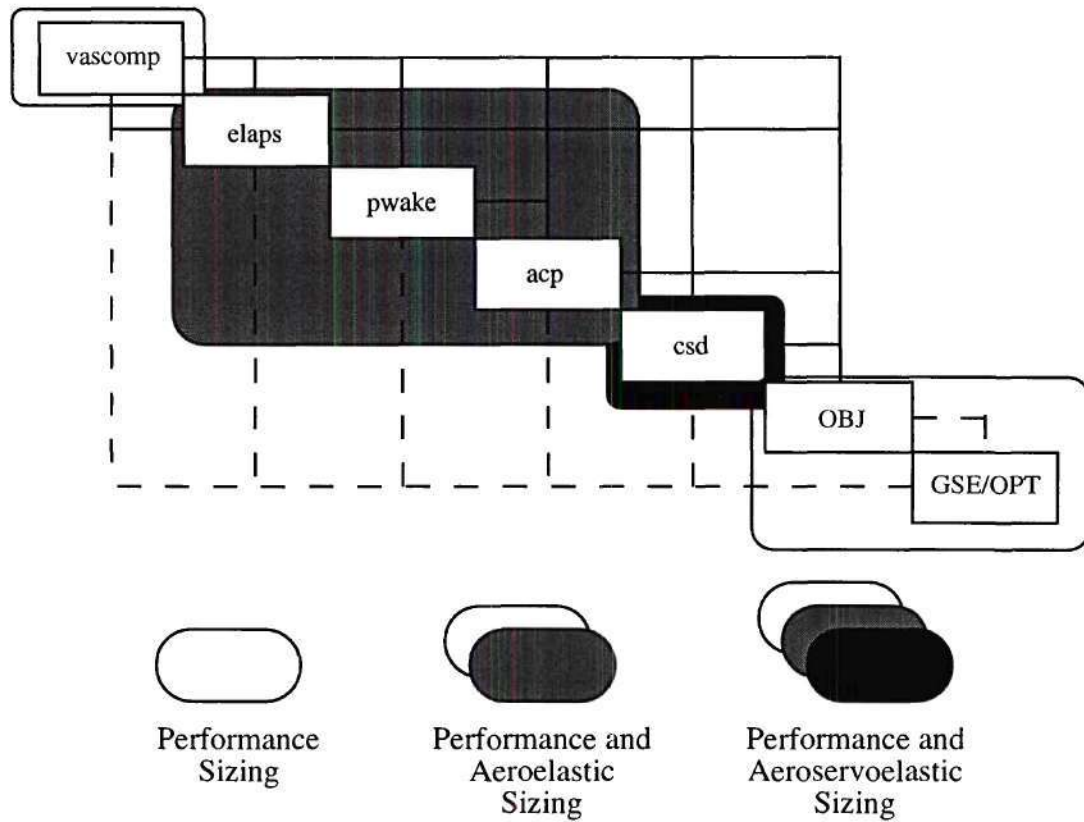 vascomp
elaps
pwake
acp
csd
OBJ
GSE/OPT
Performance
Sizing
Performance and
Aeroelastic
Sizing
Performance and
Aeroservoelastic
Sizing